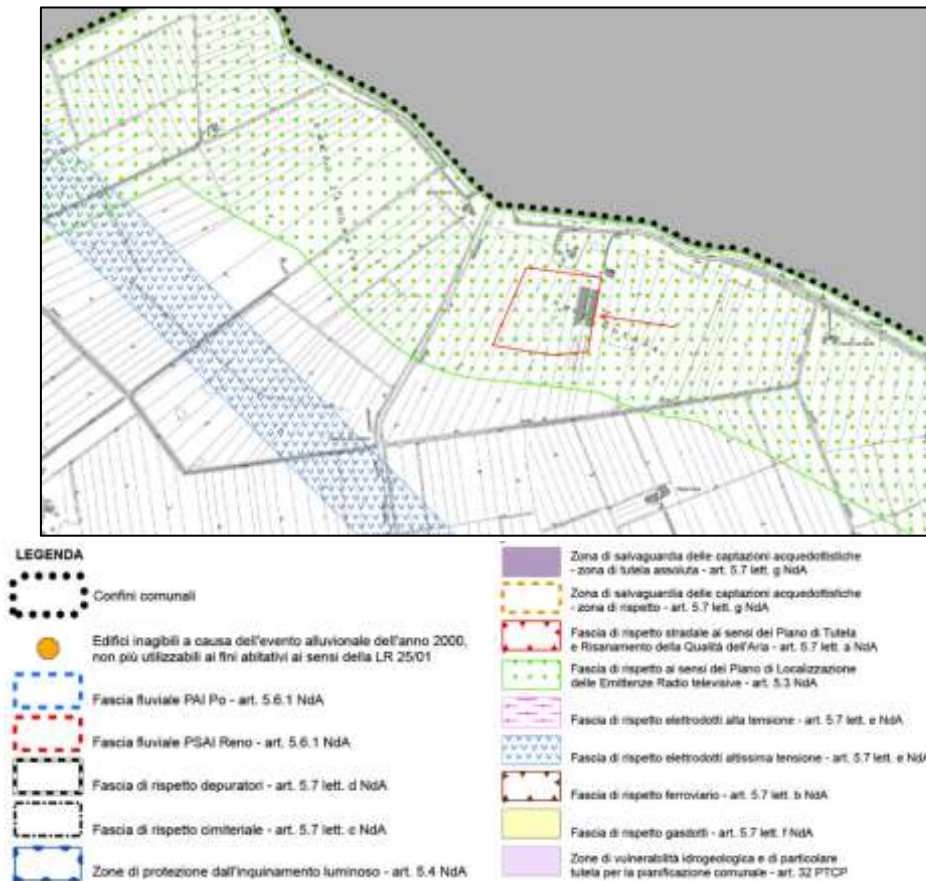 LEGENDA
Confini comunali
Edifici inagibili a causa dell'evento alluvionale dell'anno 2000,
non più utilizzabili ai fini abitativi ai sensi della LR 25/01
Fascia fluviale PAI Po - art. 5.6.1 NdA
Fascia fluviale PSAI Reno - art. 5.6.1 NdA
Fascia di rispetto depuratori - art. 5.7 lett. d NdA
Fascia di rispetto cimiteriale - art. 5.7 lett. c NdA
Zone di protezione dall'inquinamento luminoso - art. 5.4 NdA
Zona di salvaguardia delle captazioni acquedottistiche
- zona di tutela assoluta - art. 5.7 lett. g NdA
Zona di salvaguardia delle captazioni acquedottistiche
- zona di rispetto - art. 5.7 lett. g NdA
Fascia di rispetto stradale ai sensi del Piano di Tutela
e Risanamento della Qualità dell'Aria - art. 5.7 lett. a NdA
Fascia di rispetto ai sensi del Piano di Localizzazione
delle Emittenze Radio televisive - art. 5.3 NdA
Fascia di rispetto elettrodotti alta tensione - art. 5.7 lett. e NdA
Fascia di rispetto elettrodotti altissima tensione - art. 5.7 lett. e NdA
Fascia di rispetto ferroviario - art. 5.7 lett. b NdA
Fascia di rispetto gasdotti - art. 5.7 lett. f NdA
Zone di vulnerabilità idrogeologica e di particolare
tutela per la pianificazione comunale - art. 32 PTCP